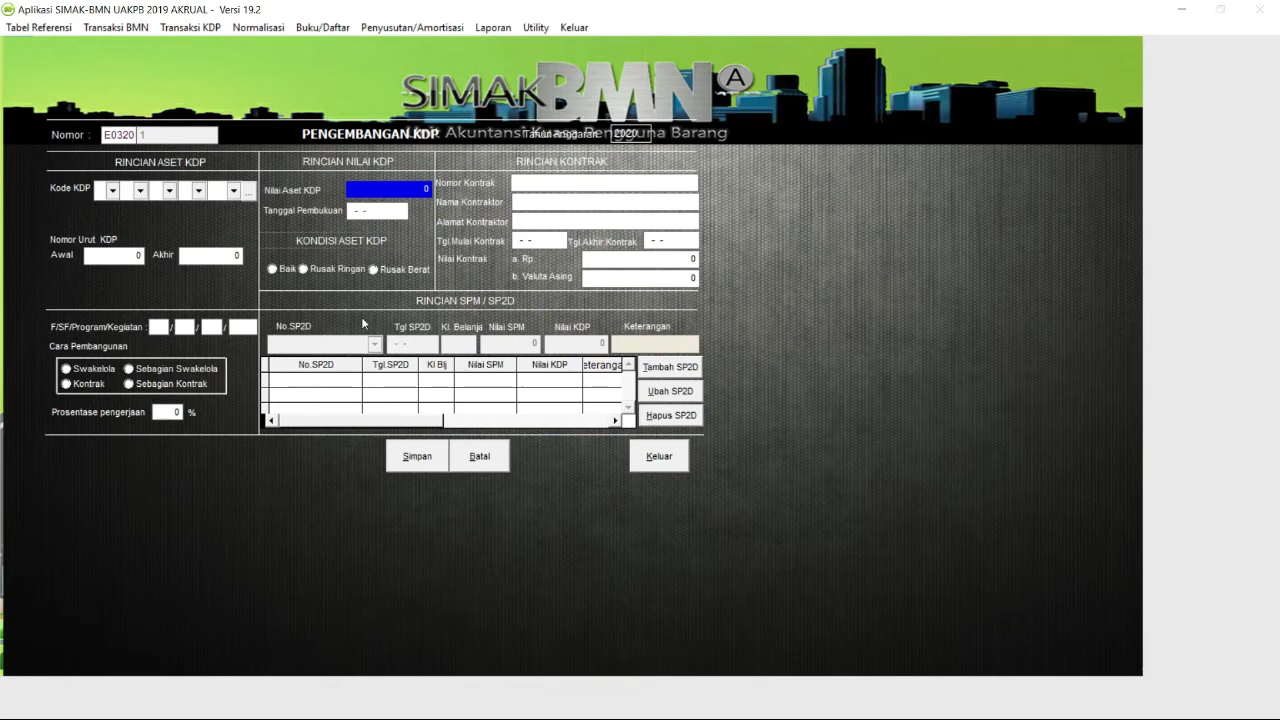 Aplikasi SIMAK-BMN UAKPB 2019 AKRUAL - Versi 19.2
Tabel Referensi Transaksi BMN Transaksi KDP Normalisasi Buku/Daftar Penyusutan/Amortisasi Laporan Utility Keluar
SIMAK BMN A
Nomor : E0320 1 PENGEMBANGAN KDP Tahun Anggaran 2020
RINCIAN ASET KDP RINCIAN NILAI KDP RINCIAN KONTRAK
Kode KDP ... Nilai Aset KDP 0 Nomor Kontrak
Tanggal Pembukuan - - Nama Kontraktor
Alamat Kontraktor
Nomor Urut KDP KONDISI ASET KDP Tgl.Mulai Kontrak - - Tgl.Akhir Kontrak - -
Awal 0 Akhir 0 Nilai Kontrak a. Rp. 0
Baik Rusak Ringan Rusak Berat b. Valuta Asing 0
RINCIAN SPM / SP2D
F/SF/Program/Kegiatan : / / / No.SP2D Tgl SP2D Kl. Belanja Nilai SPM Nilai KDP Keterangan
Cara Pembangunan - - 0 0
Swakelola Sebagian Swakelola No.SP2D Tgl.SP2D Kl Blj Nilai SPM Nilai KDP eteranga Tambah SP2D
Kontrak Sebagian Kontrak Ubah SP2D
Prosentase pengerjaan 0 % Hapus SP2D
Simpan Batal Keluar